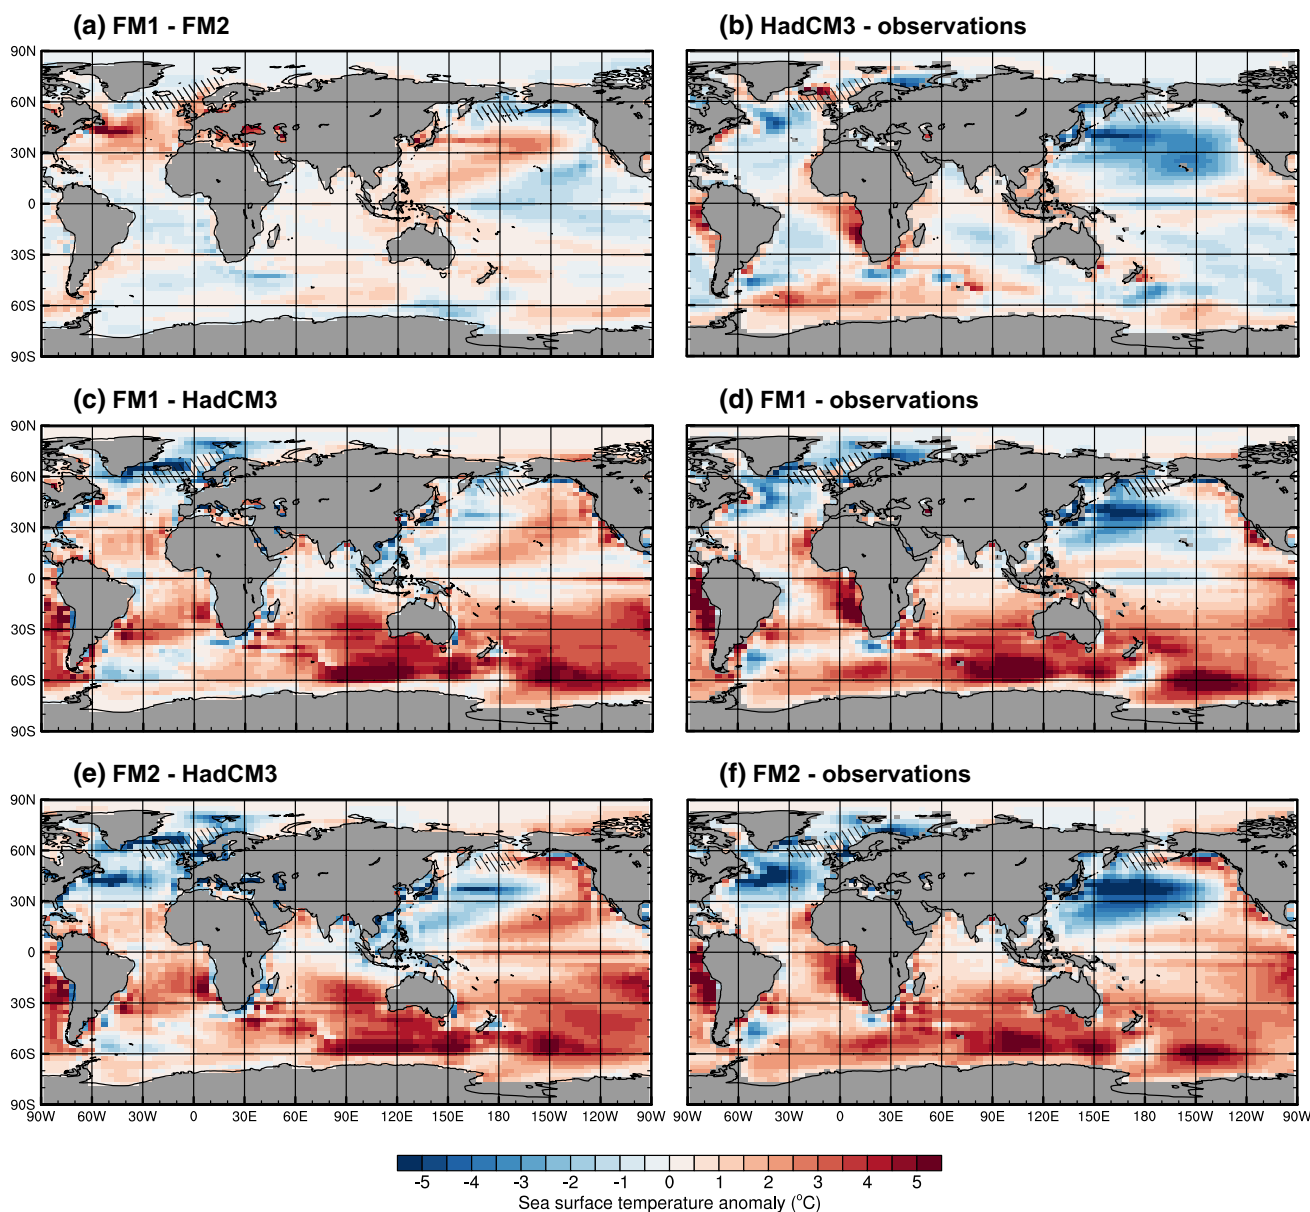 (a) FM1 - FM2
(b) HadCM3 - observations
90N
60N
30N
0
30S
60S
90S
(c) FM1 - HadCM3
(d) FM1 - observations
90N
60N
30N
0
30S
60S
90S
(e) FM2 - HadCM3
(f) FM2 - observations
90N
60N
30N
0
30S
60S
90S
90W 60W 30W 0 30E 60E 90E 120E 150E 180 150W 120W 90W
90W 60W 30W 0 30E 60E 90E 120E 150E 180 150W 120W 90W
-5 -4 -3 -2 -1 0 1 2 3 4 5
Sea surface temperature anomaly (°C)